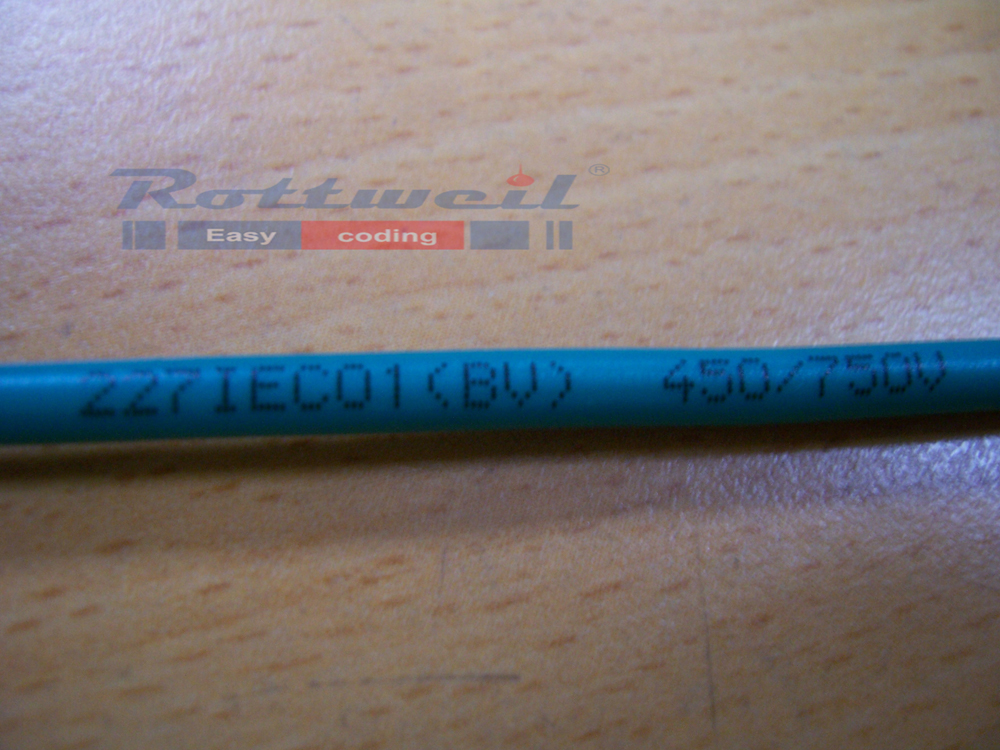 Rottweil®
Easy coding
227IEC01(BV) 450/750V